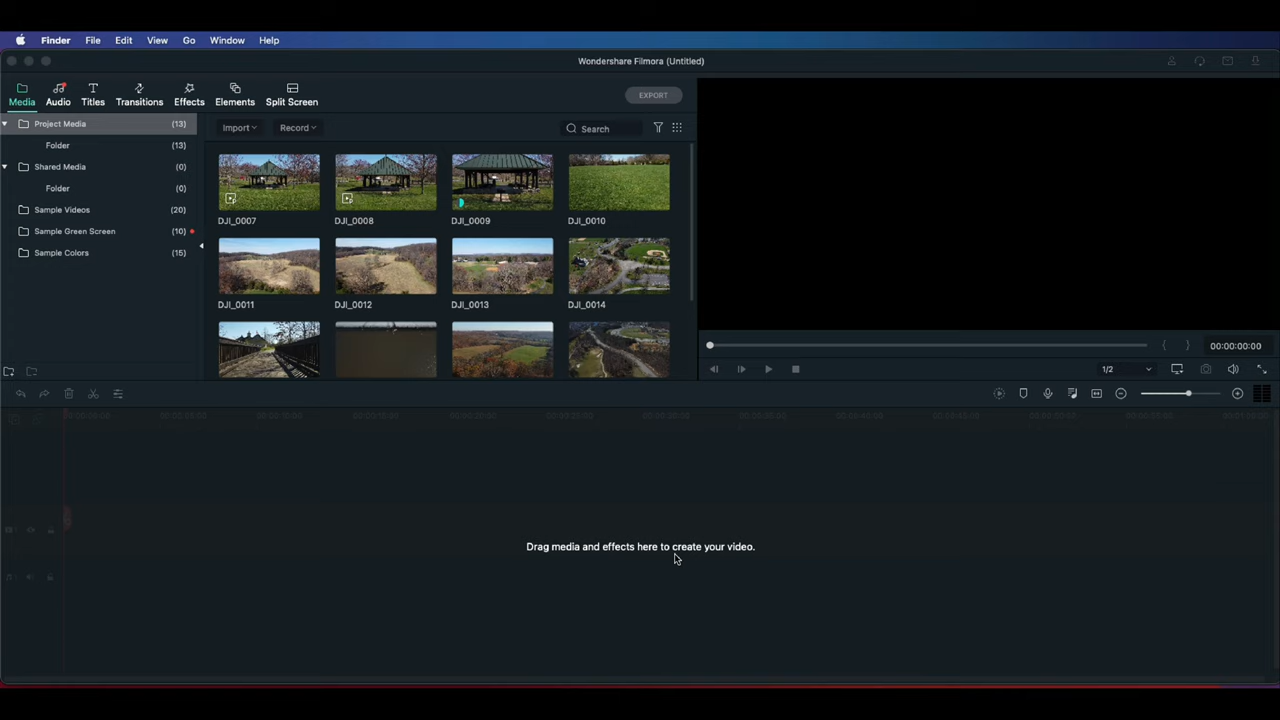 Finder File Edit View Go Window Help
Wondershare Filmora (Untitled)
Media Audio Titles Transitions Effects Elements Split Screen
EXPORT
Project Media (13)
Folder (13)
Shared Media (0)
Folder (0)
Sample Videos (20)
Sample Green Screen (10)
Sample Colors (15)
Import Record Search
DJI_0007 DJI_0008 DJI_0009 DJI_0010
DJI_0011 DJI_0012 DJI_0013 DJI_0014
00:00:00:00
1/2
Drag media and effects here to create your video.